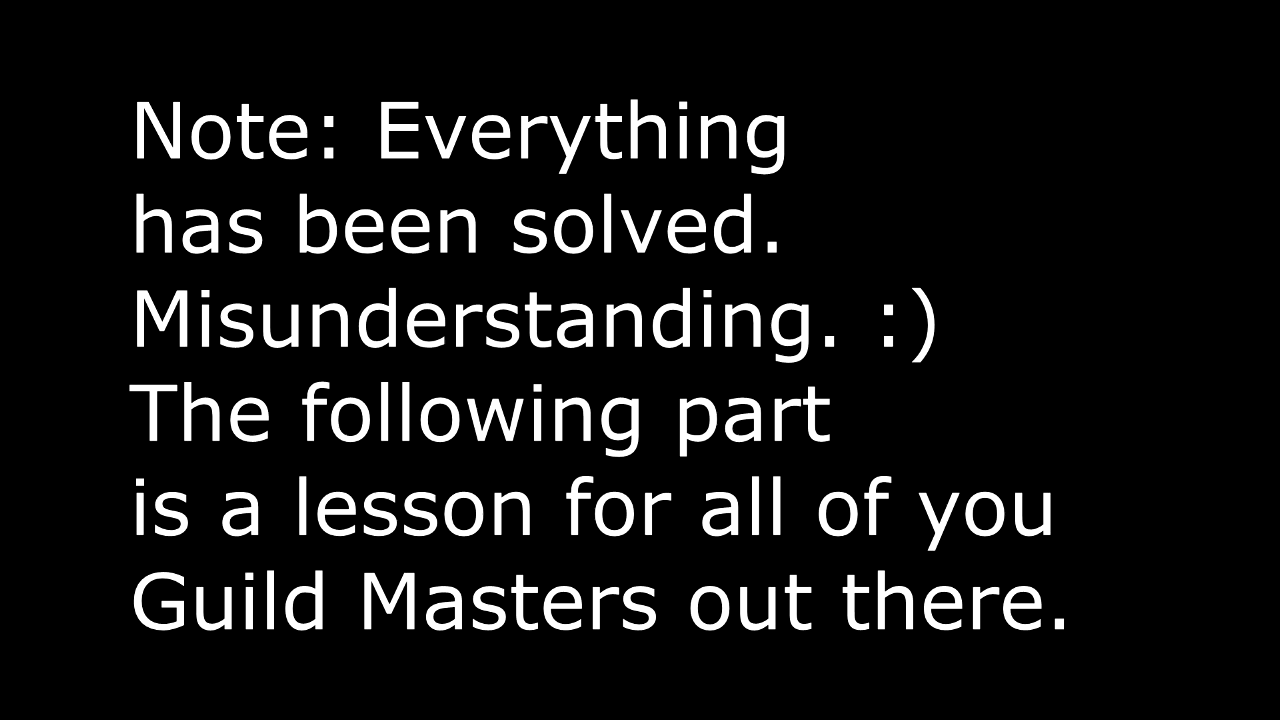 Note: Everything
has been solved.
Misunderstanding. :)
The following part
is a lesson for all of you
Guild Masters out there.